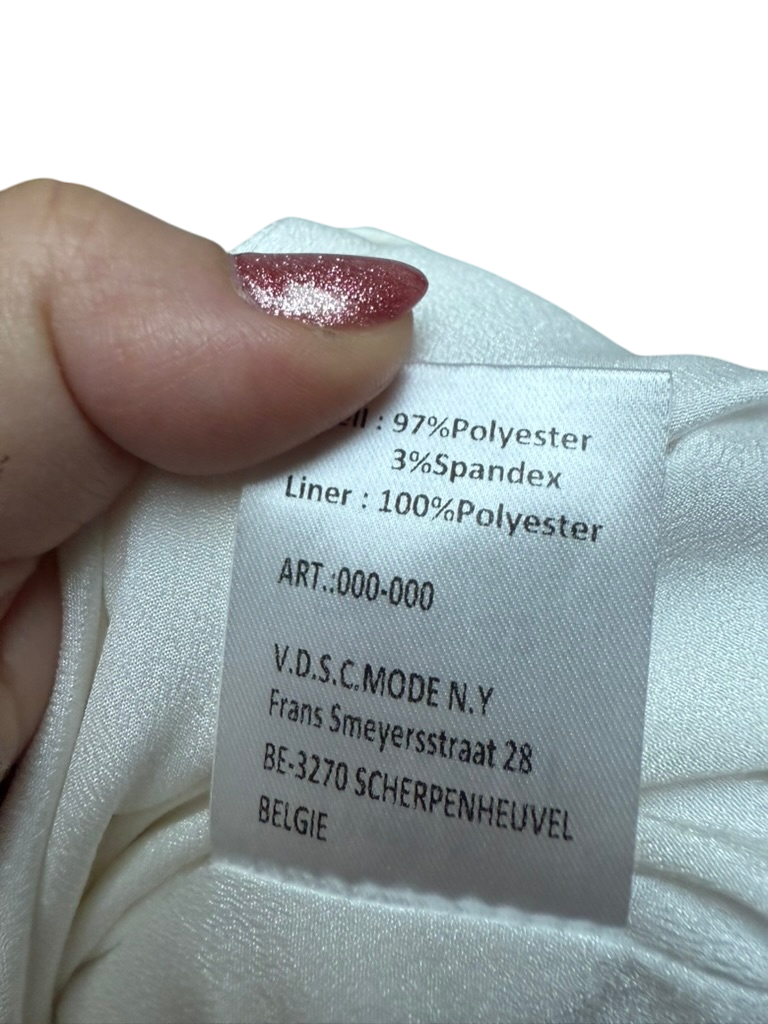 : 97%Polyester
3%Spandex
Liner : 100%Polyester
ART.:000-000
V.D.S.C.MODE N.Y
Frans Smeyersstraat 28
BE-3270 SCHERPENHEUVEL
BELGIE